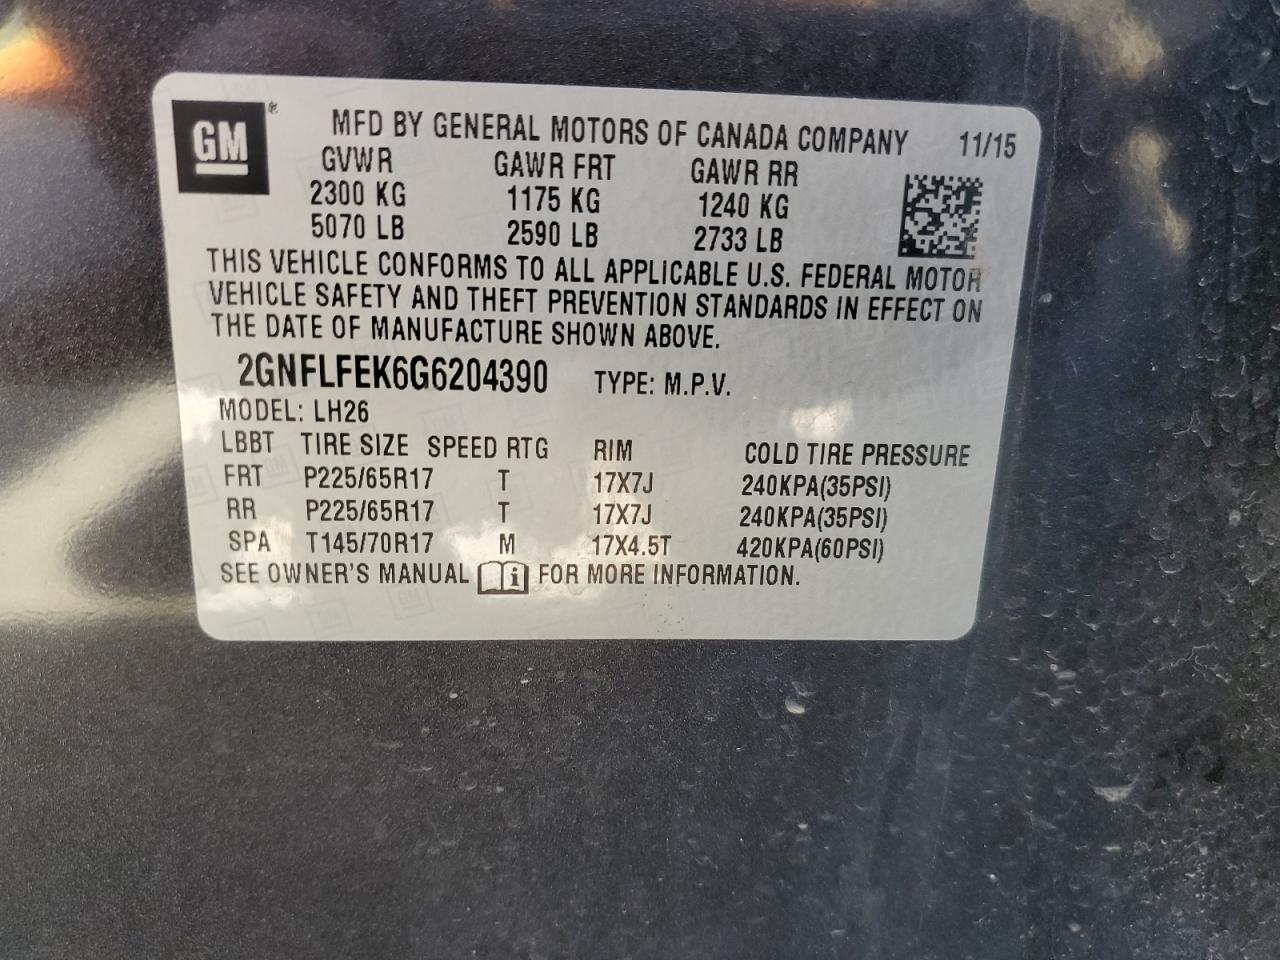 GM ®
MFD BY GENERAL MOTORS OF CANADA COMPANY 11/15
GVWR GAWR FRT GAWR RR
2300 KG 1175 KG 1240 KG
5070 LB 2590 LB 2733 LB
THIS VEHICLE CONFORMS TO ALL APPLICABLE U.S. FEDERAL MOTOR
VEHICLE SAFETY AND THEFT PREVENTION STANDARDS IN EFFECT ON
THE DATE OF MANUFACTURE SHOWN ABOVE.
2GNFLFEK6G6204390 TYPE: M.P.V.
MODEL: LH26
LBBT TIRE SIZE SPEED RTG RIM COLD TIRE PRESSURE
FRT P225/65R17 T 17X7J 240KPA(35PSI)
RR P225/65R17 T 17X7J 240KPA(35PSI)
SPA T145/70R17 M 17X4.5T 420KPA(60PSI)
SEE OWNER'S MANUAL i FOR MORE INFORMATION.